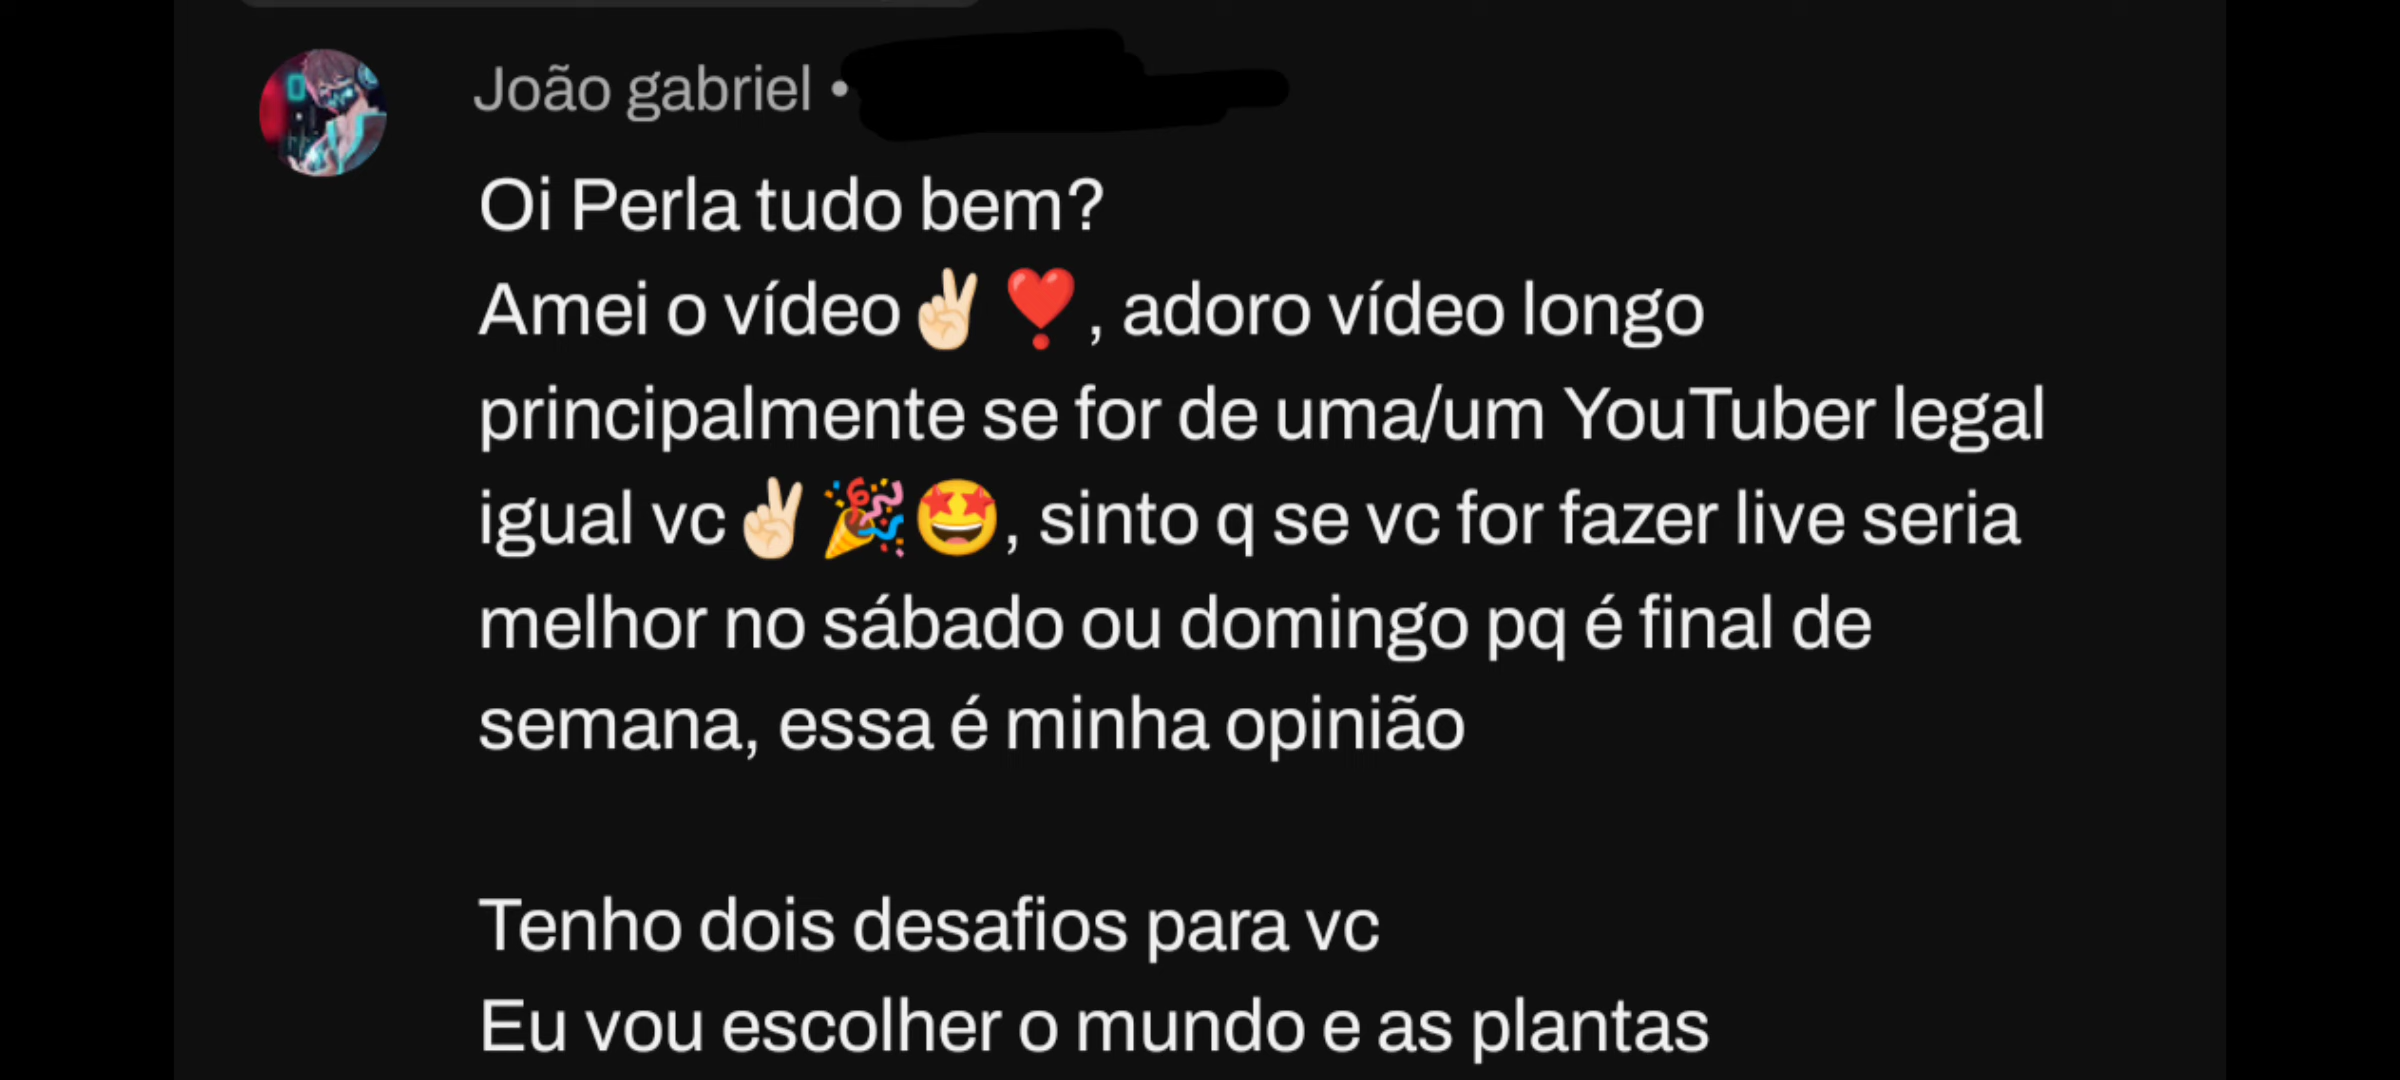 João gabriel •
Oi Perla tudo bem?
Amei o vídeo✌🏻❣️, adoro vídeo longo
principalmente se for de uma/um YouTuber legal
igual vc✌🏻🎉🤩, sinto q se vc for fazer live seria
melhor no sábado ou domingo pq é final de
semana, essa é minha opinião
Tenho dois desafios para vc
Eu vou escolher o mundo e as plantas